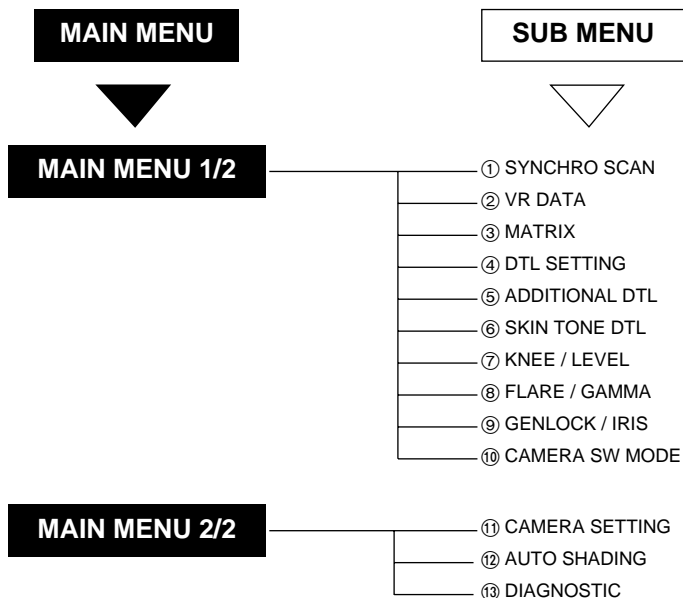 MAIN MENU
SUB MENU
MAIN MENU 1/2
① SYNCHRO SCAN
② VR DATA
③ MATRIX
④ DTL SETTING
⑤ ADDITIONAL DTL
⑥ SKIN TONE DTL
⑦ KNEE / LEVEL
⑧ FLARE / GAMMA
⑨ GENLOCK / IRIS
⑩ CAMERA SW MODE
MAIN MENU 2/2
⑪ CAMERA SETTING
⑫ AUTO SHADING
⑬ DIAGNOSTIC